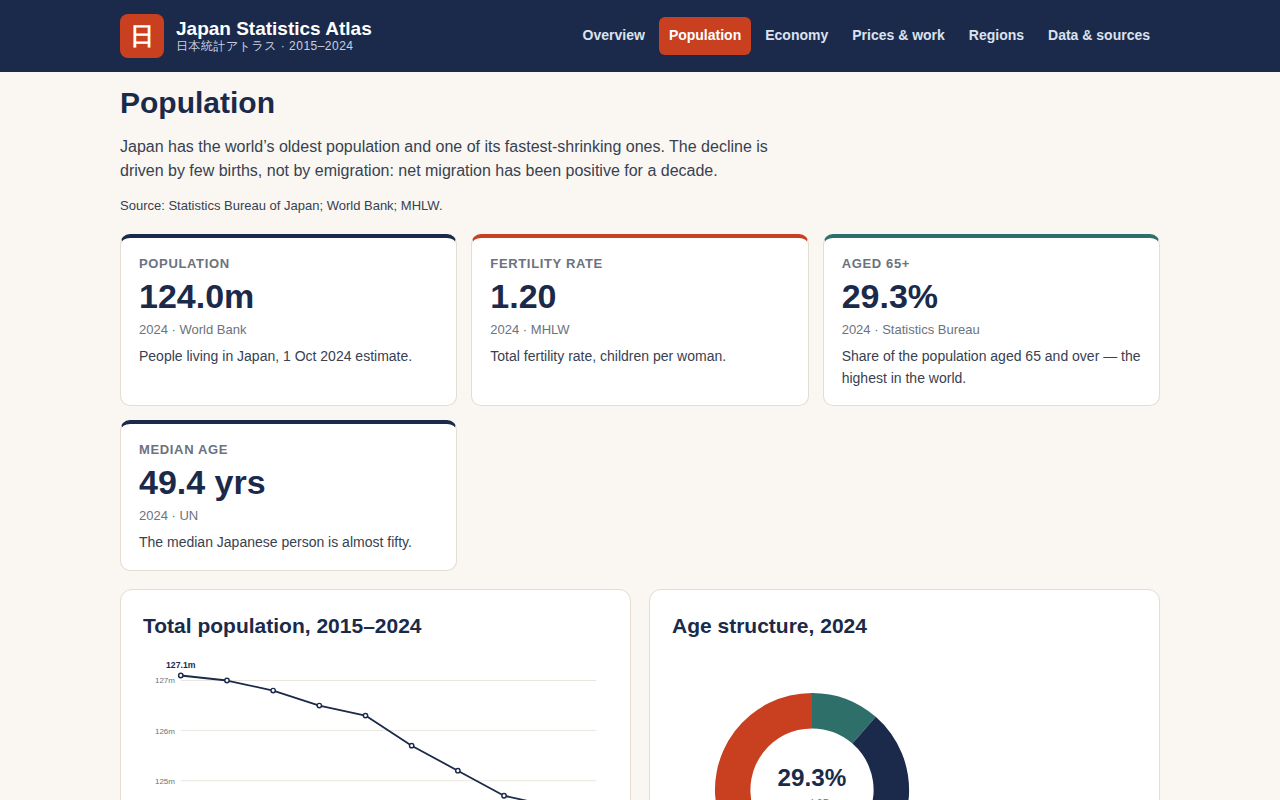 日
Japan Statistics Atlas
日本統計アトラス · 2015–2024
Overview
Population
Economy
Prices & work
Regions
Data & sources
Population
Japan has the world’s oldest population and one of its fastest-shrinking ones. The decline is
driven by few births, not by emigration: net migration has been positive for a decade.
Source: Statistics Bureau of Japan; World Bank; MHLW.
POPULATION
124.0m
2024 · World Bank
People living in Japan, 1 Oct 2024 estimate.
FERTILITY RATE
1.20
2024 · MHLW
Total fertility rate, children per woman.
AGED 65+
29.3%
2024 · Statistics Bureau
Share of the population aged 65 and over — the
highest in the world.
MEDIAN AGE
49.4 yrs
2024 · UN
The median Japanese person is almost fifty.
Total population, 2015–2024
127.1m
127m
126m
125m
Age structure, 2024
29.3%